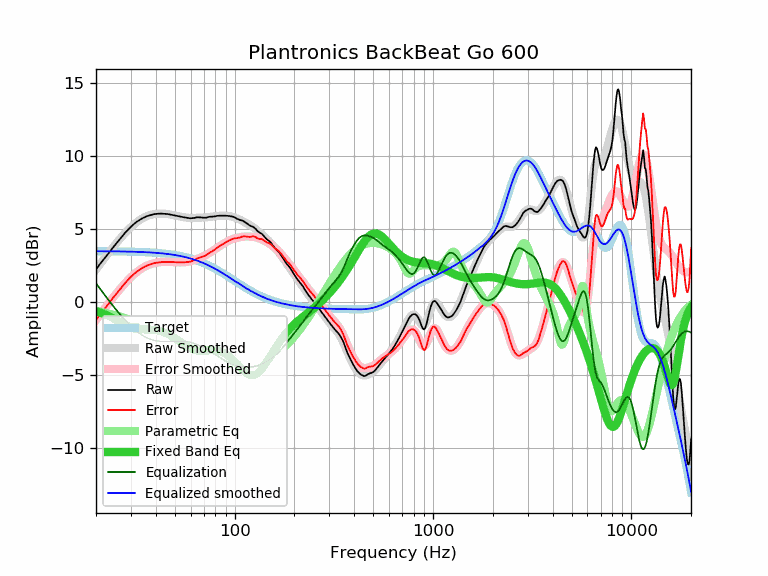 Plantronics BackBeat Go 600
15
10
5
0
−5
−10
Amplitude (dBr)
Target
Raw Smoothed
Error Smoothed
Raw
Error
Parametric Eq
Fixed Band Eq
Equalization
Equalized smoothed
100
1000
10000
Frequency (Hz)